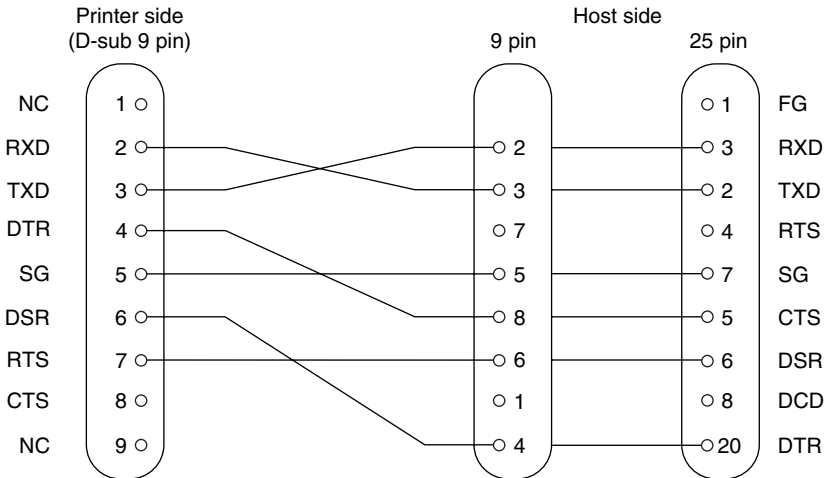 Printer side
(D-sub 9 pin)
Host side
9 pin
25 pin
NC 1 1 FG
RXD 2 2 3 RXD
TXD 3 3 2 TXD
DTR 4 7 4 RTS
SG 5 5 7 SG
DSR 6 8 5 CTS
RTS 7 6 6 DSR
CTS 8 1 8 DCD
NC 9 4 20 DTR